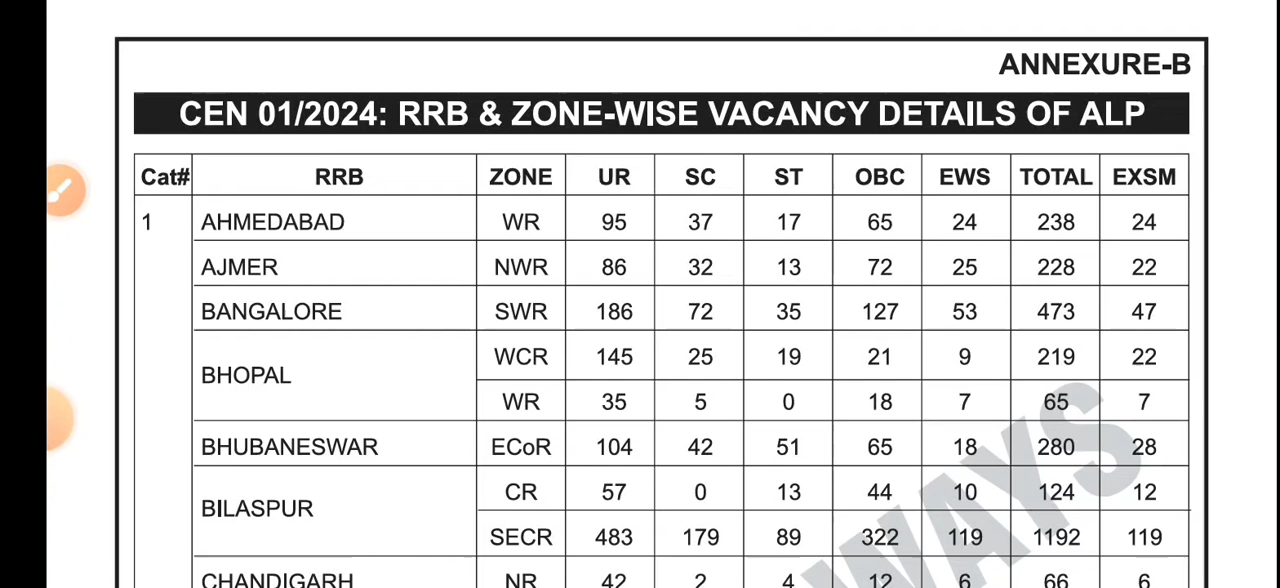 ANNEXURE-B
CEN 01/2024: RRB & ZONE-WISE VACANCY DETAILS OF ALP
Cat# RRB ZONE UR SC ST OBC EWS TOTAL EXSM
1 AHMEDABAD WR 95 37 17 65 24 238 24
AJMER NWR 86 32 13 72 25 228 22
BANGALORE SWR 186 72 35 127 53 473 47
BHOPAL WCR 145 25 19 21 9 219 22
WR 35 5 0 18 7 65 7
BHUBANESWAR ECoR 104 42 51 65 18 280 28
BILASPUR CR 57 0 13 44 10 124 12
SECR 483 179 89 322 119 1192 119
CHANDIGARH NR 42 2 4 12 6 66 6
WAYS